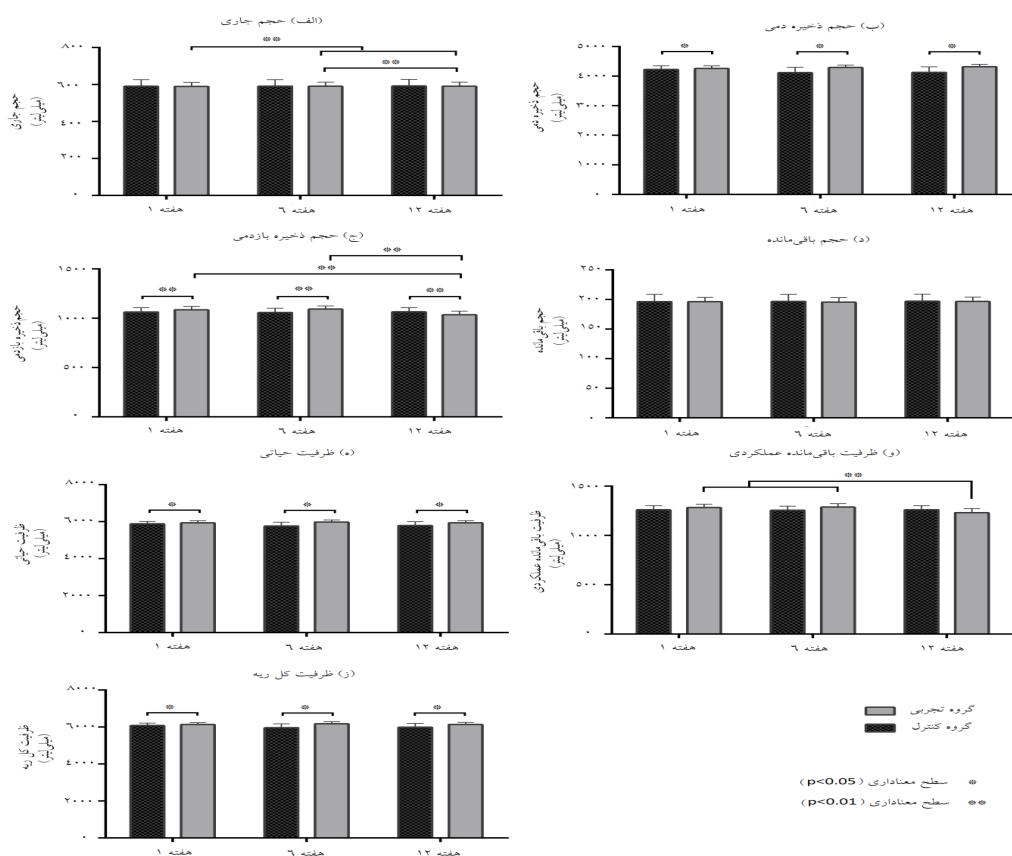 (الف) حجم جاری
**
**
۸۰۰
۶۰۰
۴۰۰
۲۰۰
۰
حجم جاری
(میلی‌لیتر)
هفته ۱
هفته ٦
هفته ۱۲
(ب) حجم ذخیره دمی
*
*
*
۵۰۰۰
۴۰۰۰
۳۰۰۰
۲۰۰۰
۱۰۰۰
۰
حجم ذخیره دمی
(میلی‌لیتر)
هفته ۱
هفته ٦
هفته ۱۲
(ج) حجم ذخیره بازدمی
**
**
**
**
**
۱۵۰۰
۱۰۰۰
۵۰۰
۰
حجم ذخیره بازدمی
(میلی‌لیتر)
هفته ۱
هفته ٦
هفته ۱۲
(د) حجم باقی‌مانده
۲۵۰
۲۰۰
۱۵۰
۱۰۰
۵۰
۰
حجم باقی‌مانده
(میلی‌لیتر)
هفته ۱
هفته ٦
هفته ۱۲
(ه) ظرفیت حیاتی
*
*
*
۸۰۰۰
۶۰۰۰
۴۰۰۰
۲۰۰۰
۰
ظرفیت حیاتی
(میلی‌لیتر)
هفته ۱
هفته ٦
هفته ۱۲
(و) ظرفیت باقی‌مانده عملکردی
**
۱۵۰۰
۱۰۰۰
۵۰۰
۰
ظرفیت باقی مانده عملکردی
(میلی‌لیتر)
هفته ۱
هفته ٦
هفته ۱۲
(ز) ظرفیت کل ریه
*
*
*
۸۰۰۰
۶۰۰۰
۴۰۰۰
۲۰۰۰
۰
ظرفیت کل ریه
(میلی‌لیتر)
هفته ۱
هفته ٦
هفته ۱۲
گروه تجربی
گروه کنترل
* سطح معناداری (p<0.05)
** سطح معناداری (p<0.01)